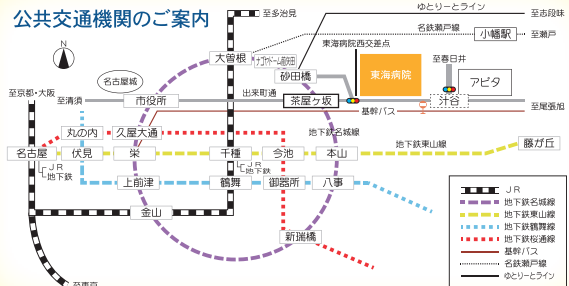 公共交通機関のご案内
至多治見
ゆとりーとライン
至志段味
名鉄瀬戸線
小幡駅
至瀬戸
N
東海病院西交差点
大曽根
ナゴヤドーム前矢田
砂田橋
東海病院
至春日井
アピタ
名古屋城
至京都・大阪
至清須
市役所
出来町通
茶屋ヶ坂
汁谷
至尾張旭
基幹バス
丸の内
久屋大通
地下鉄名城線
地下鉄東山線
藤が丘
名古屋
伏見
栄
千種
今池
本山
JR
地下鉄
JR
地下鉄
上前津
鶴舞
御器所
八事
金山
新瑞橋
至東京
JR
地下鉄名城線
地下鉄東山線
地下鉄鶴舞線
地下鉄桜通線
基幹バス
名鉄瀬戸線
ゆとりーとライン